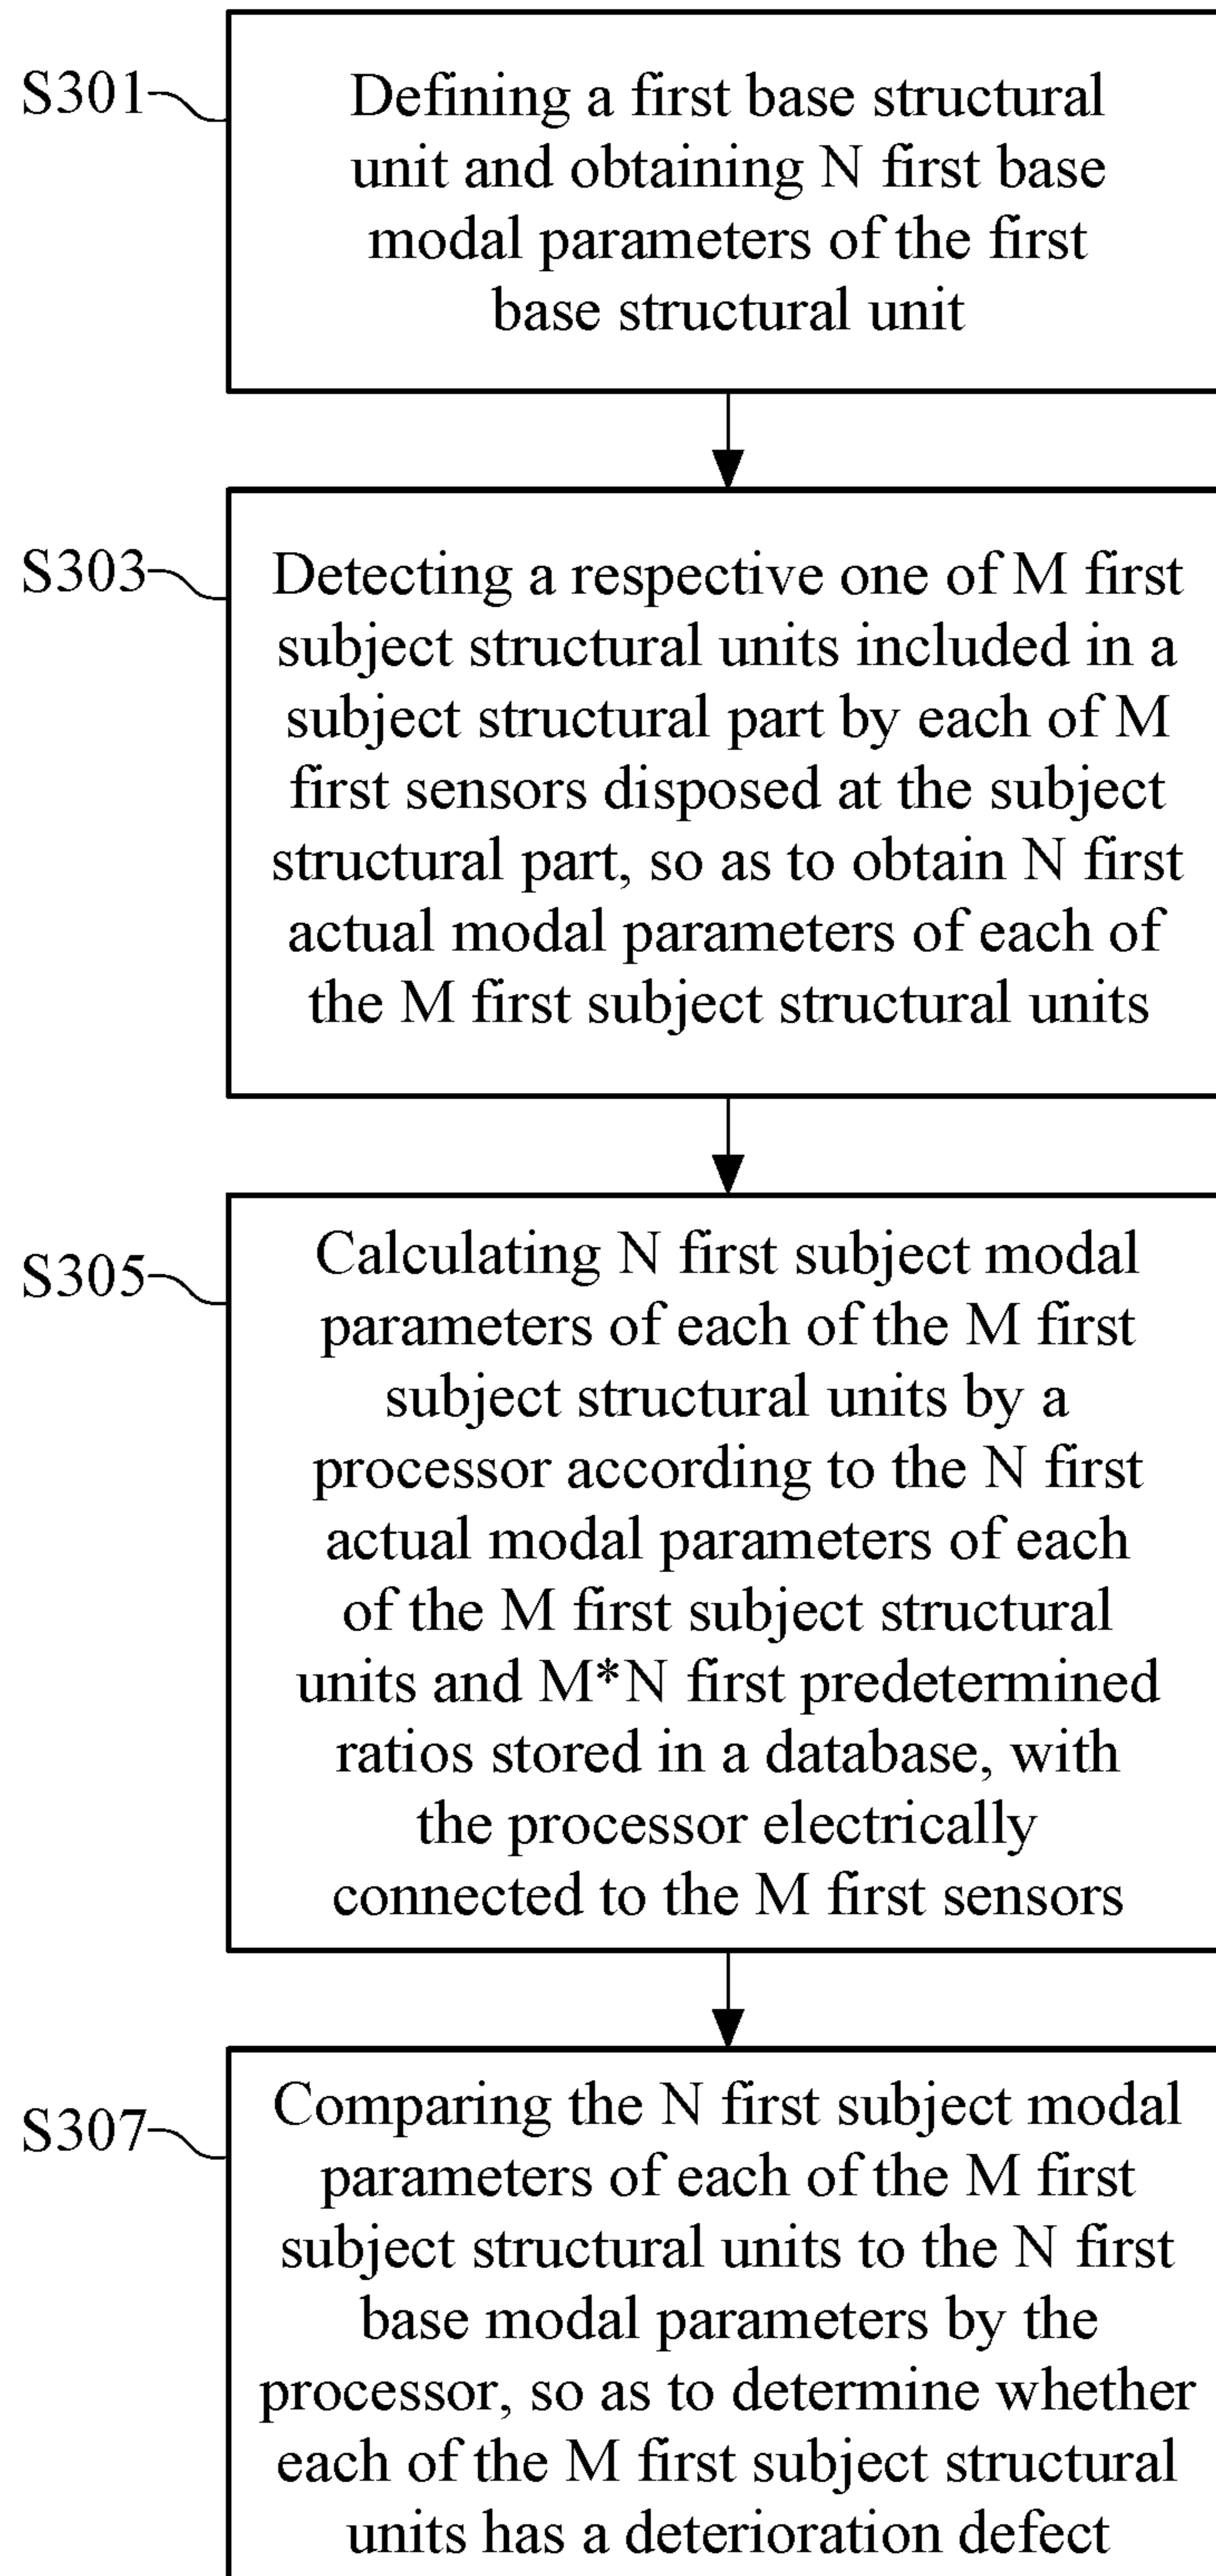 S301
Defining a first base structural
unit and obtaining N first base
modal parameters of the first
base structural unit
S303
Detecting a respective one of M first
subject structural units included in a
subject structural part by each of M
first sensors disposed at the subject
structural part, so as to obtain N first
actual modal parameters of each of
the M first subject structural units
S305
Calculating N first subject modal
parameters of each of the M first
subject structural units by a
processor according to the N first
actual modal parameters of each
of the M first subject structural
units and M*N first predetermined
ratios stored in a database, with
the processor electrically
connected to the M first sensors
S307
Comparing the N first subject modal
parameters of each of the M first
subject structural units to the N first
base modal parameters by the
processor, so as to determine whether
each of the M first subject structural
units has a deterioration defect